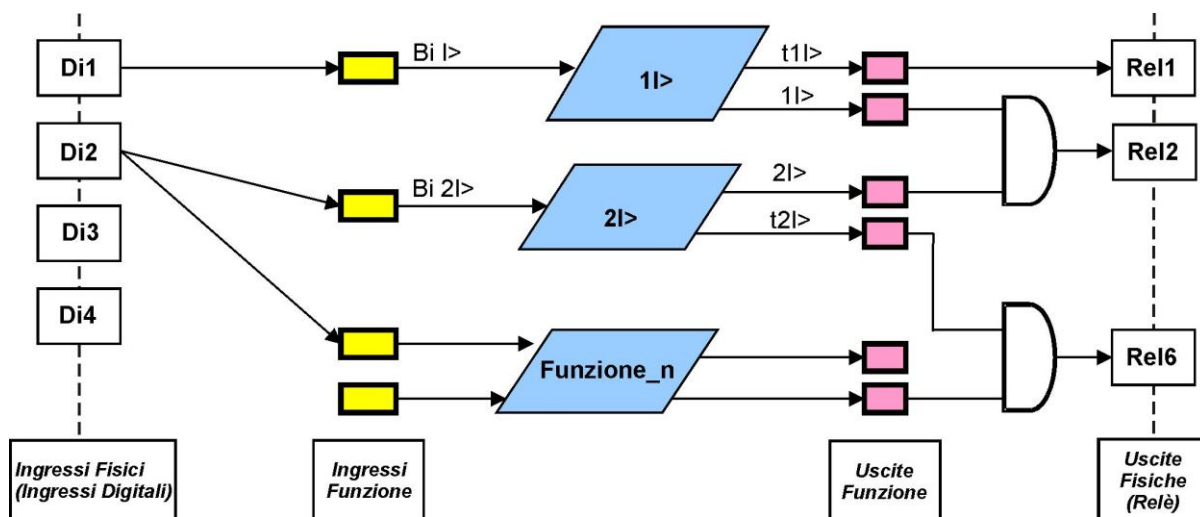 Di1
Bi I>
1I>
t1I>
1I>
Rel1
Di2
Rel2
Bi 2I>
2I>
2I>
t2I>
Di3
Di4
Funzione_n
Rel6
Ingressi Fisici
(Ingressi Digitali)
Ingressi
Funzione
Uscite
Funzione
Uscite
Fisiche
(Relè)